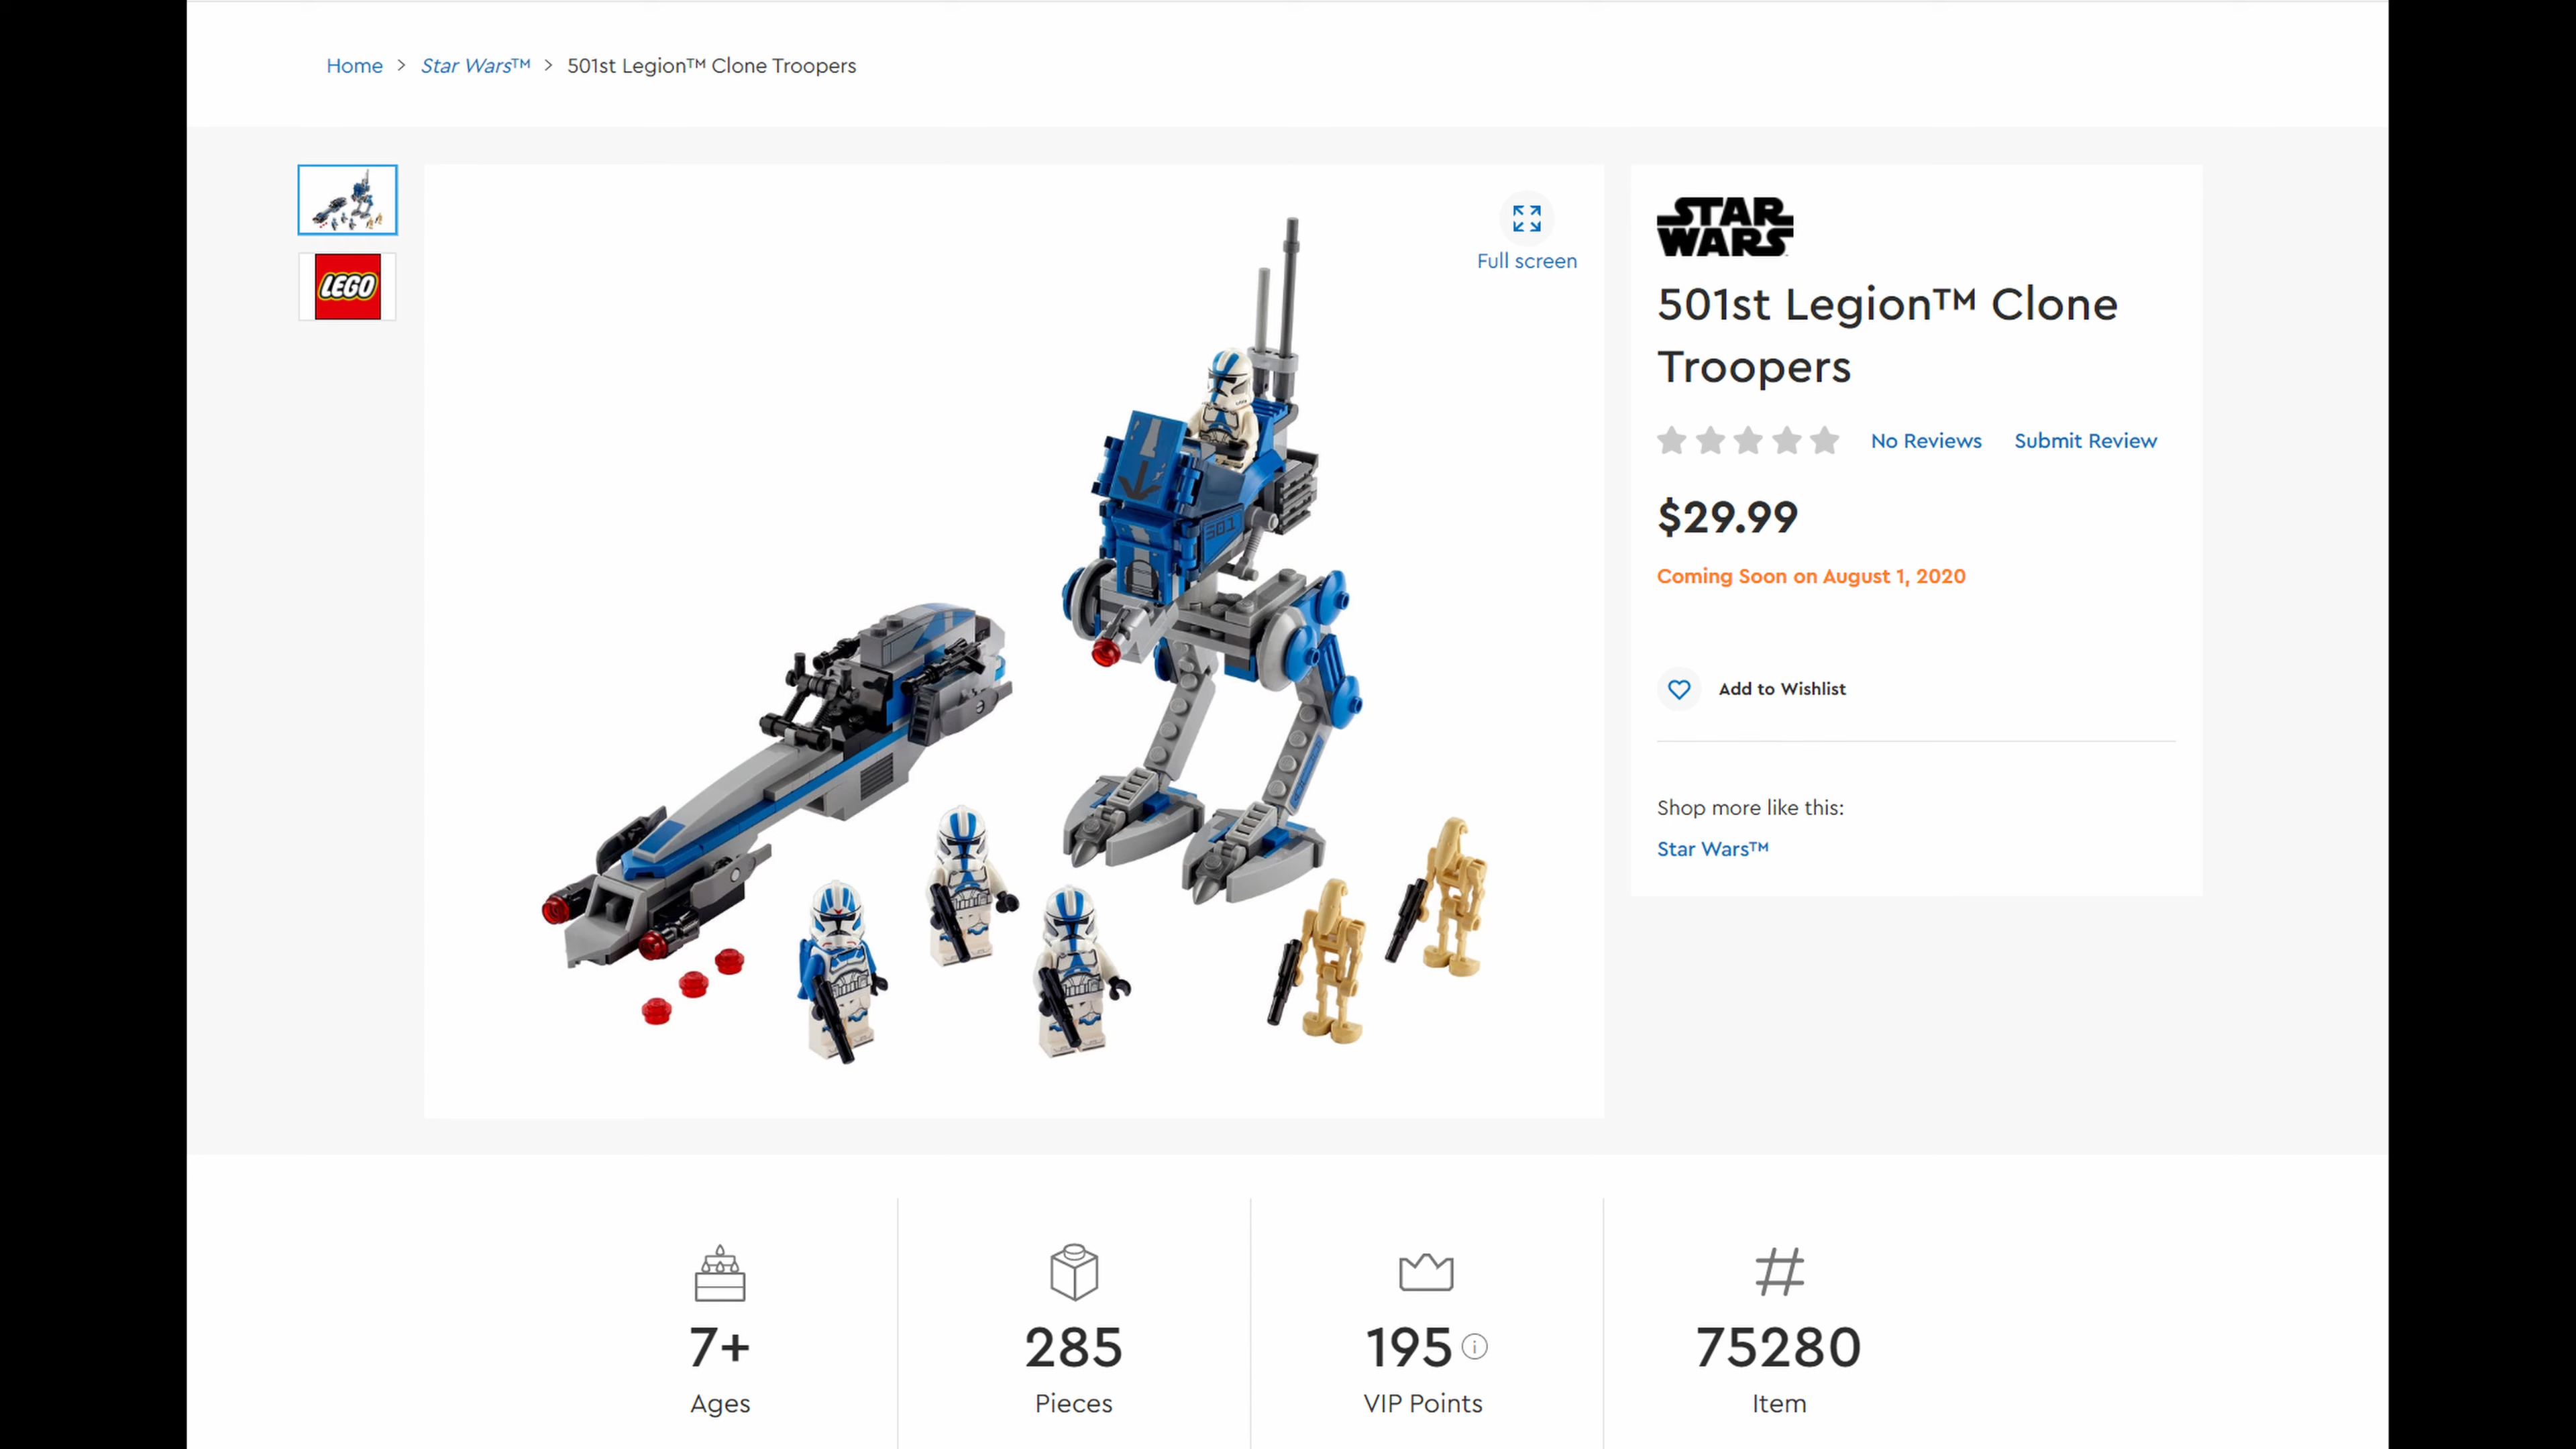 Home > Star Wars™ > 501st Legion™ Clone Troopers
LEGO
Full screen
501
STAR
WARS
501st Legion™ Clone
Troopers
No Reviews Submit Review
$29.99
Coming Soon on August 1, 2020
Add to Wishlist
Shop more like this:
Star Wars™
7+
Ages
285
Pieces
195
VIP Points
75280
Item